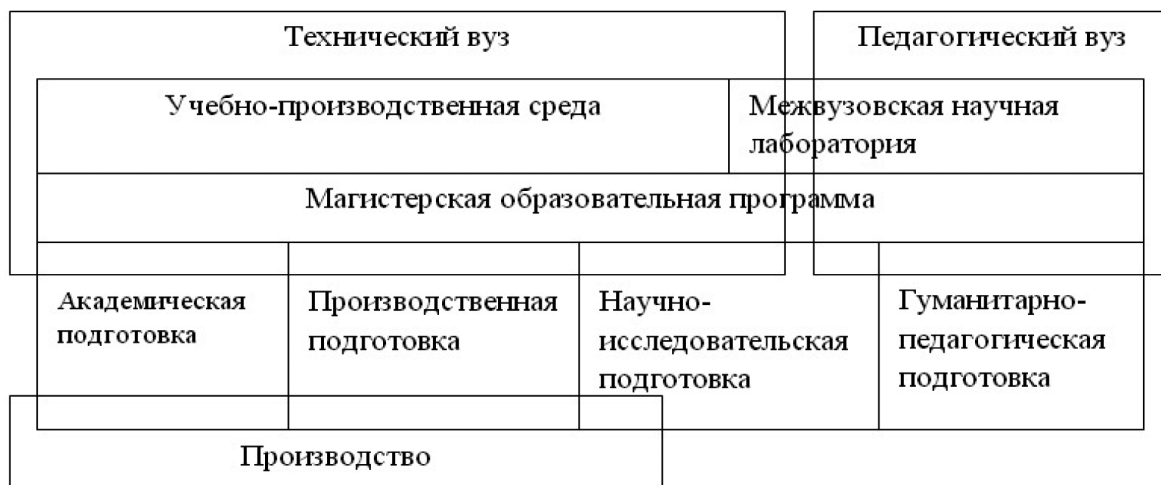 Технический вуз
Педагогический вуз
Учебно-производственная среда
Межвузовская научная
лаборатория
Магистерская образовательная программа
Академическая
подготовка
Производственная
подготовка
Научно-
исследовательская
подготовка
Гуманитарно-
педагогическая
подготовка
Производство